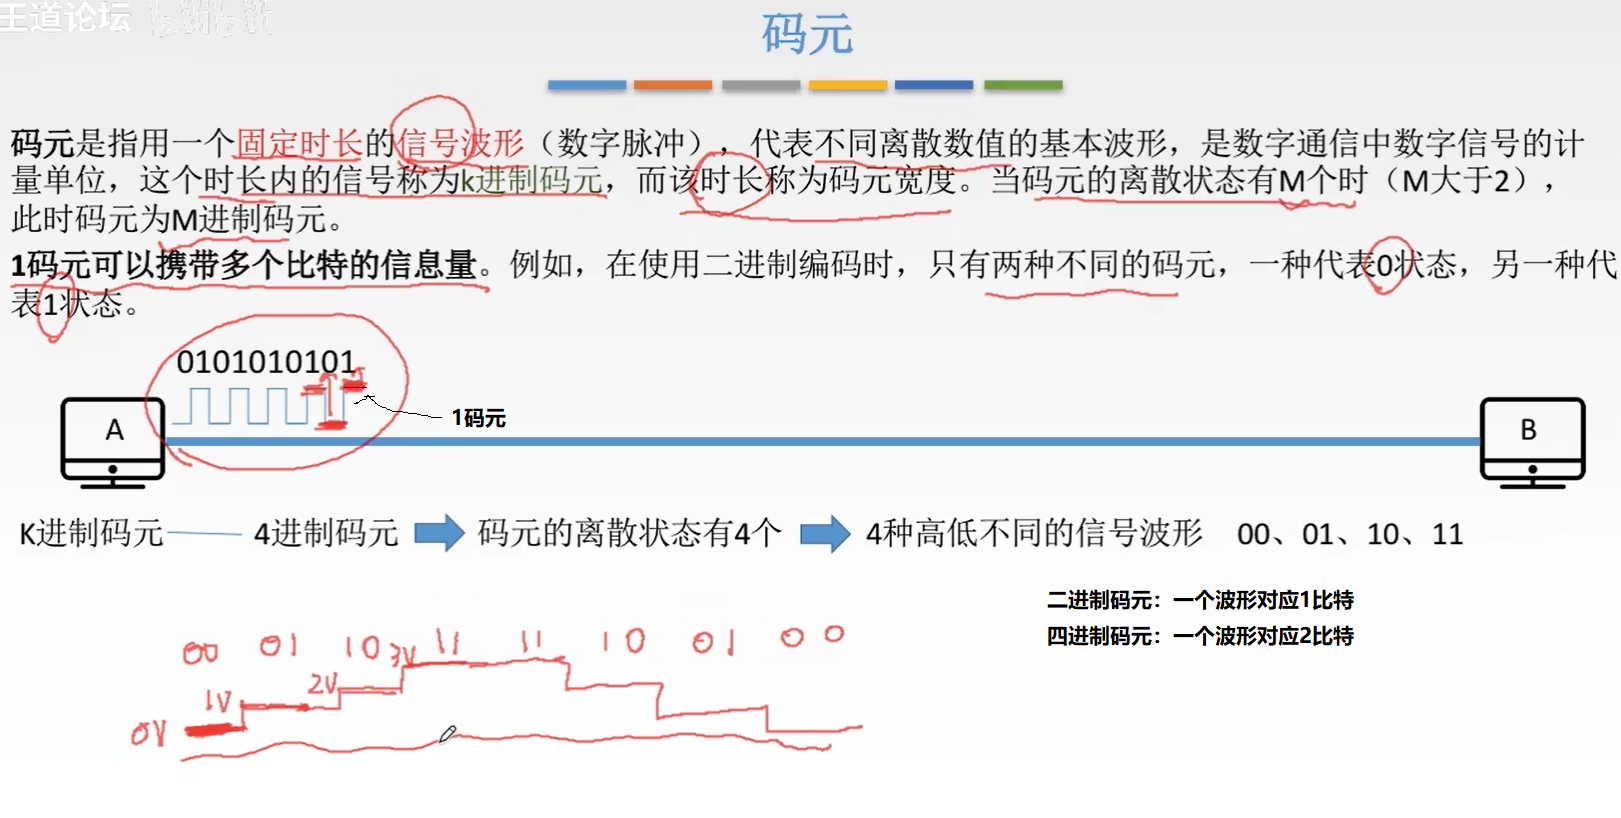 王道论坛 bilibili
码元
码元是指用一个固定时长的信号波形（数字脉冲），代表不同离散数值的基本波形，是数字通信中数字信号的计
量单位，这个时长内的信号称为k进制码元，而该时长称为码元宽度。当码元的离散状态有M个时（M大于2），
此时码元为M进制码元。
1码元可以携带多个比特的信息量。例如，在使用二进制编码时，只有两种不同的码元，一种代表0状态，另一种代
表1状态。
0101010101
1码元
A
B
K进制码元
4进制码元
码元的离散状态有4个
4种高低不同的信号波形
00、01、10、11
二进制码元：一个波形对应1比特
四进制码元：一个波形对应2比特
00 01 10 11 11 10 01 00
3V
2V
1V
0V